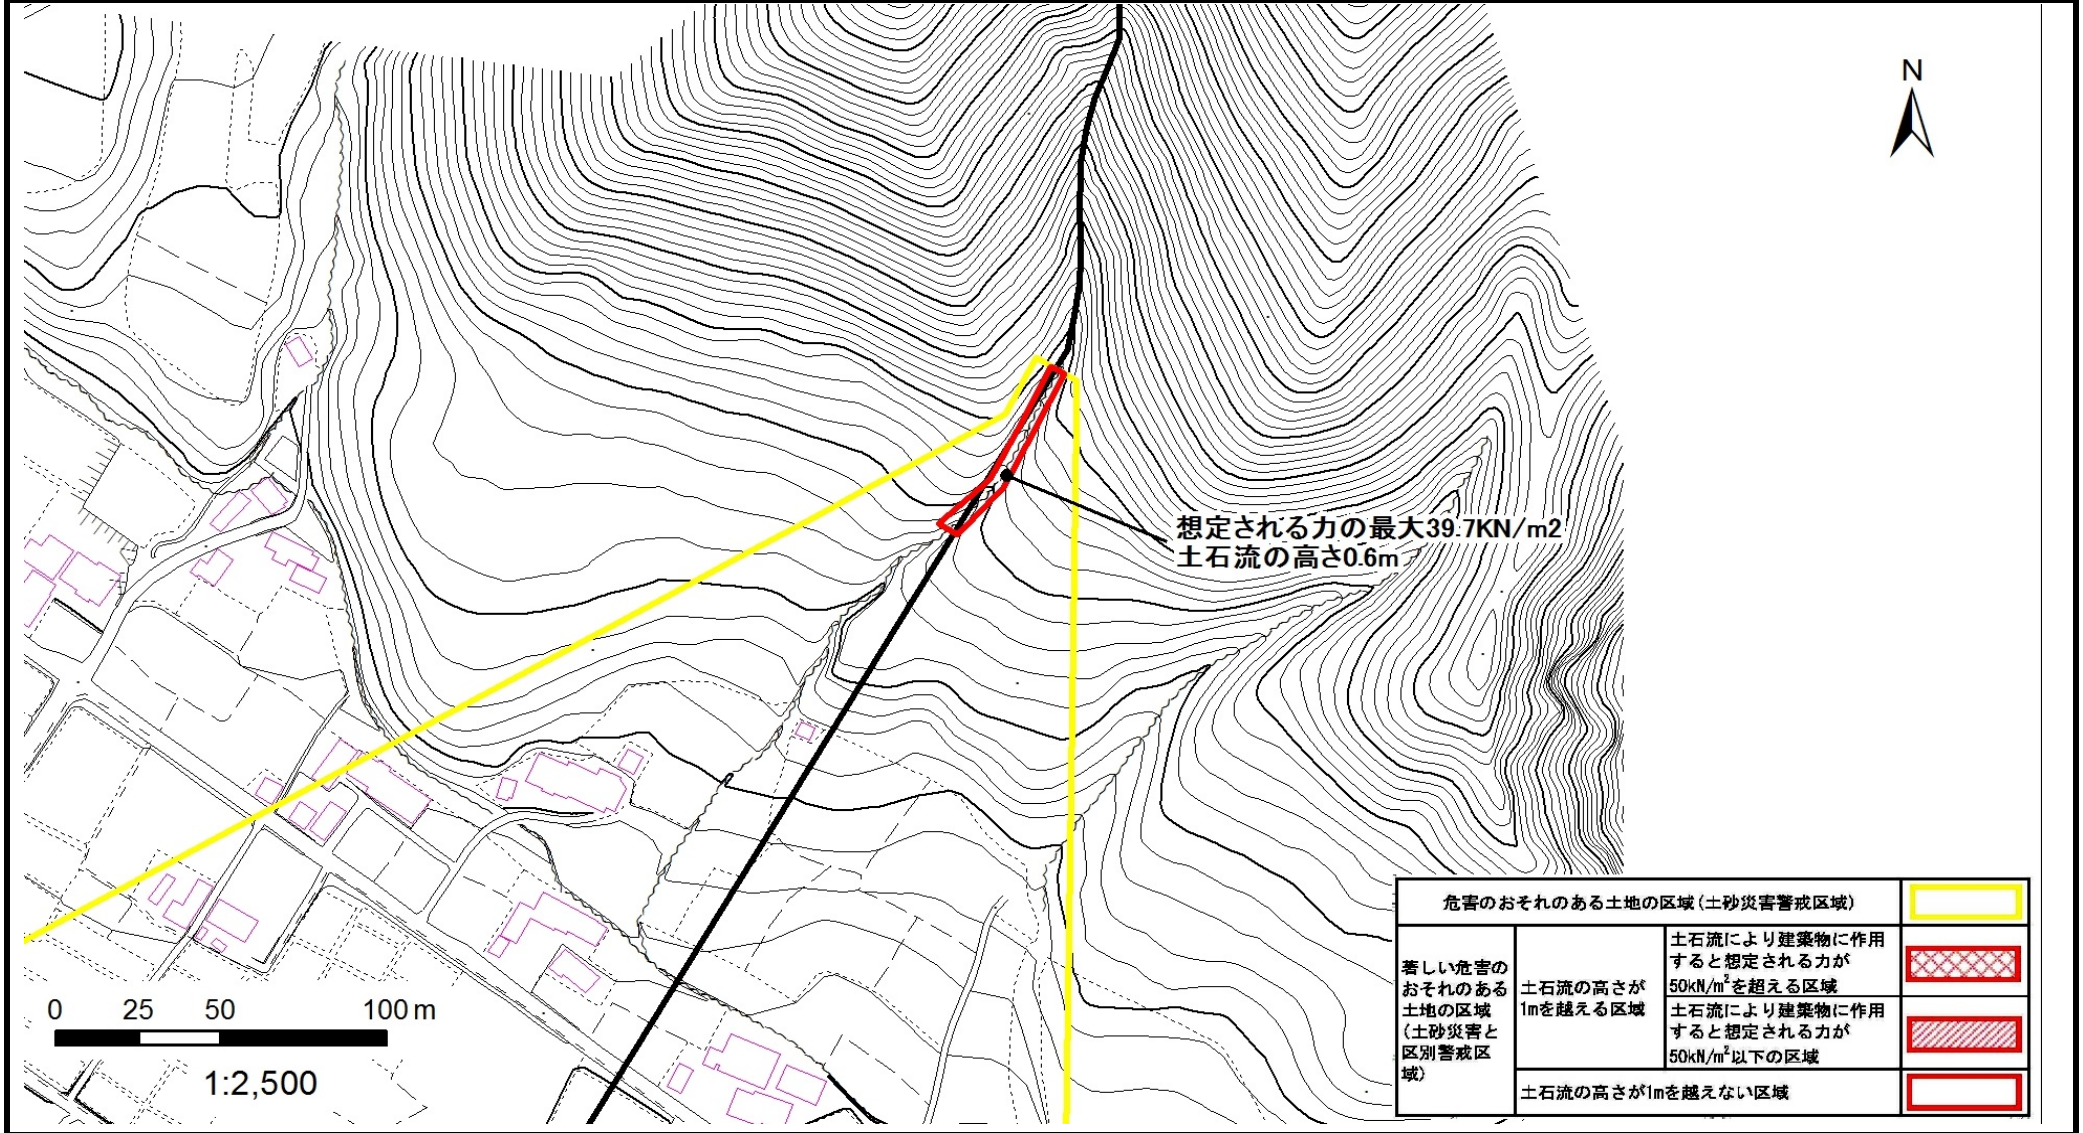 N
想定される力の最大39.7KN/m2
土石流の高さ0.6m
0 25 50 100 m
1:2,500
危害のおそれのある土地の区域(土砂災害警戒区域)
著しい危害の
おそれのある
土地の区域
(土砂災害と
区別警戒区
域)
土石流の高さが
1mを越える区域
土石流により建築物に作用
すると想定される力が
50kN/m²を超える区域
土石流により建築物に作用
すると想定される力が
50kN/m²以下の区域
土石流の高さが1mを越えない区域